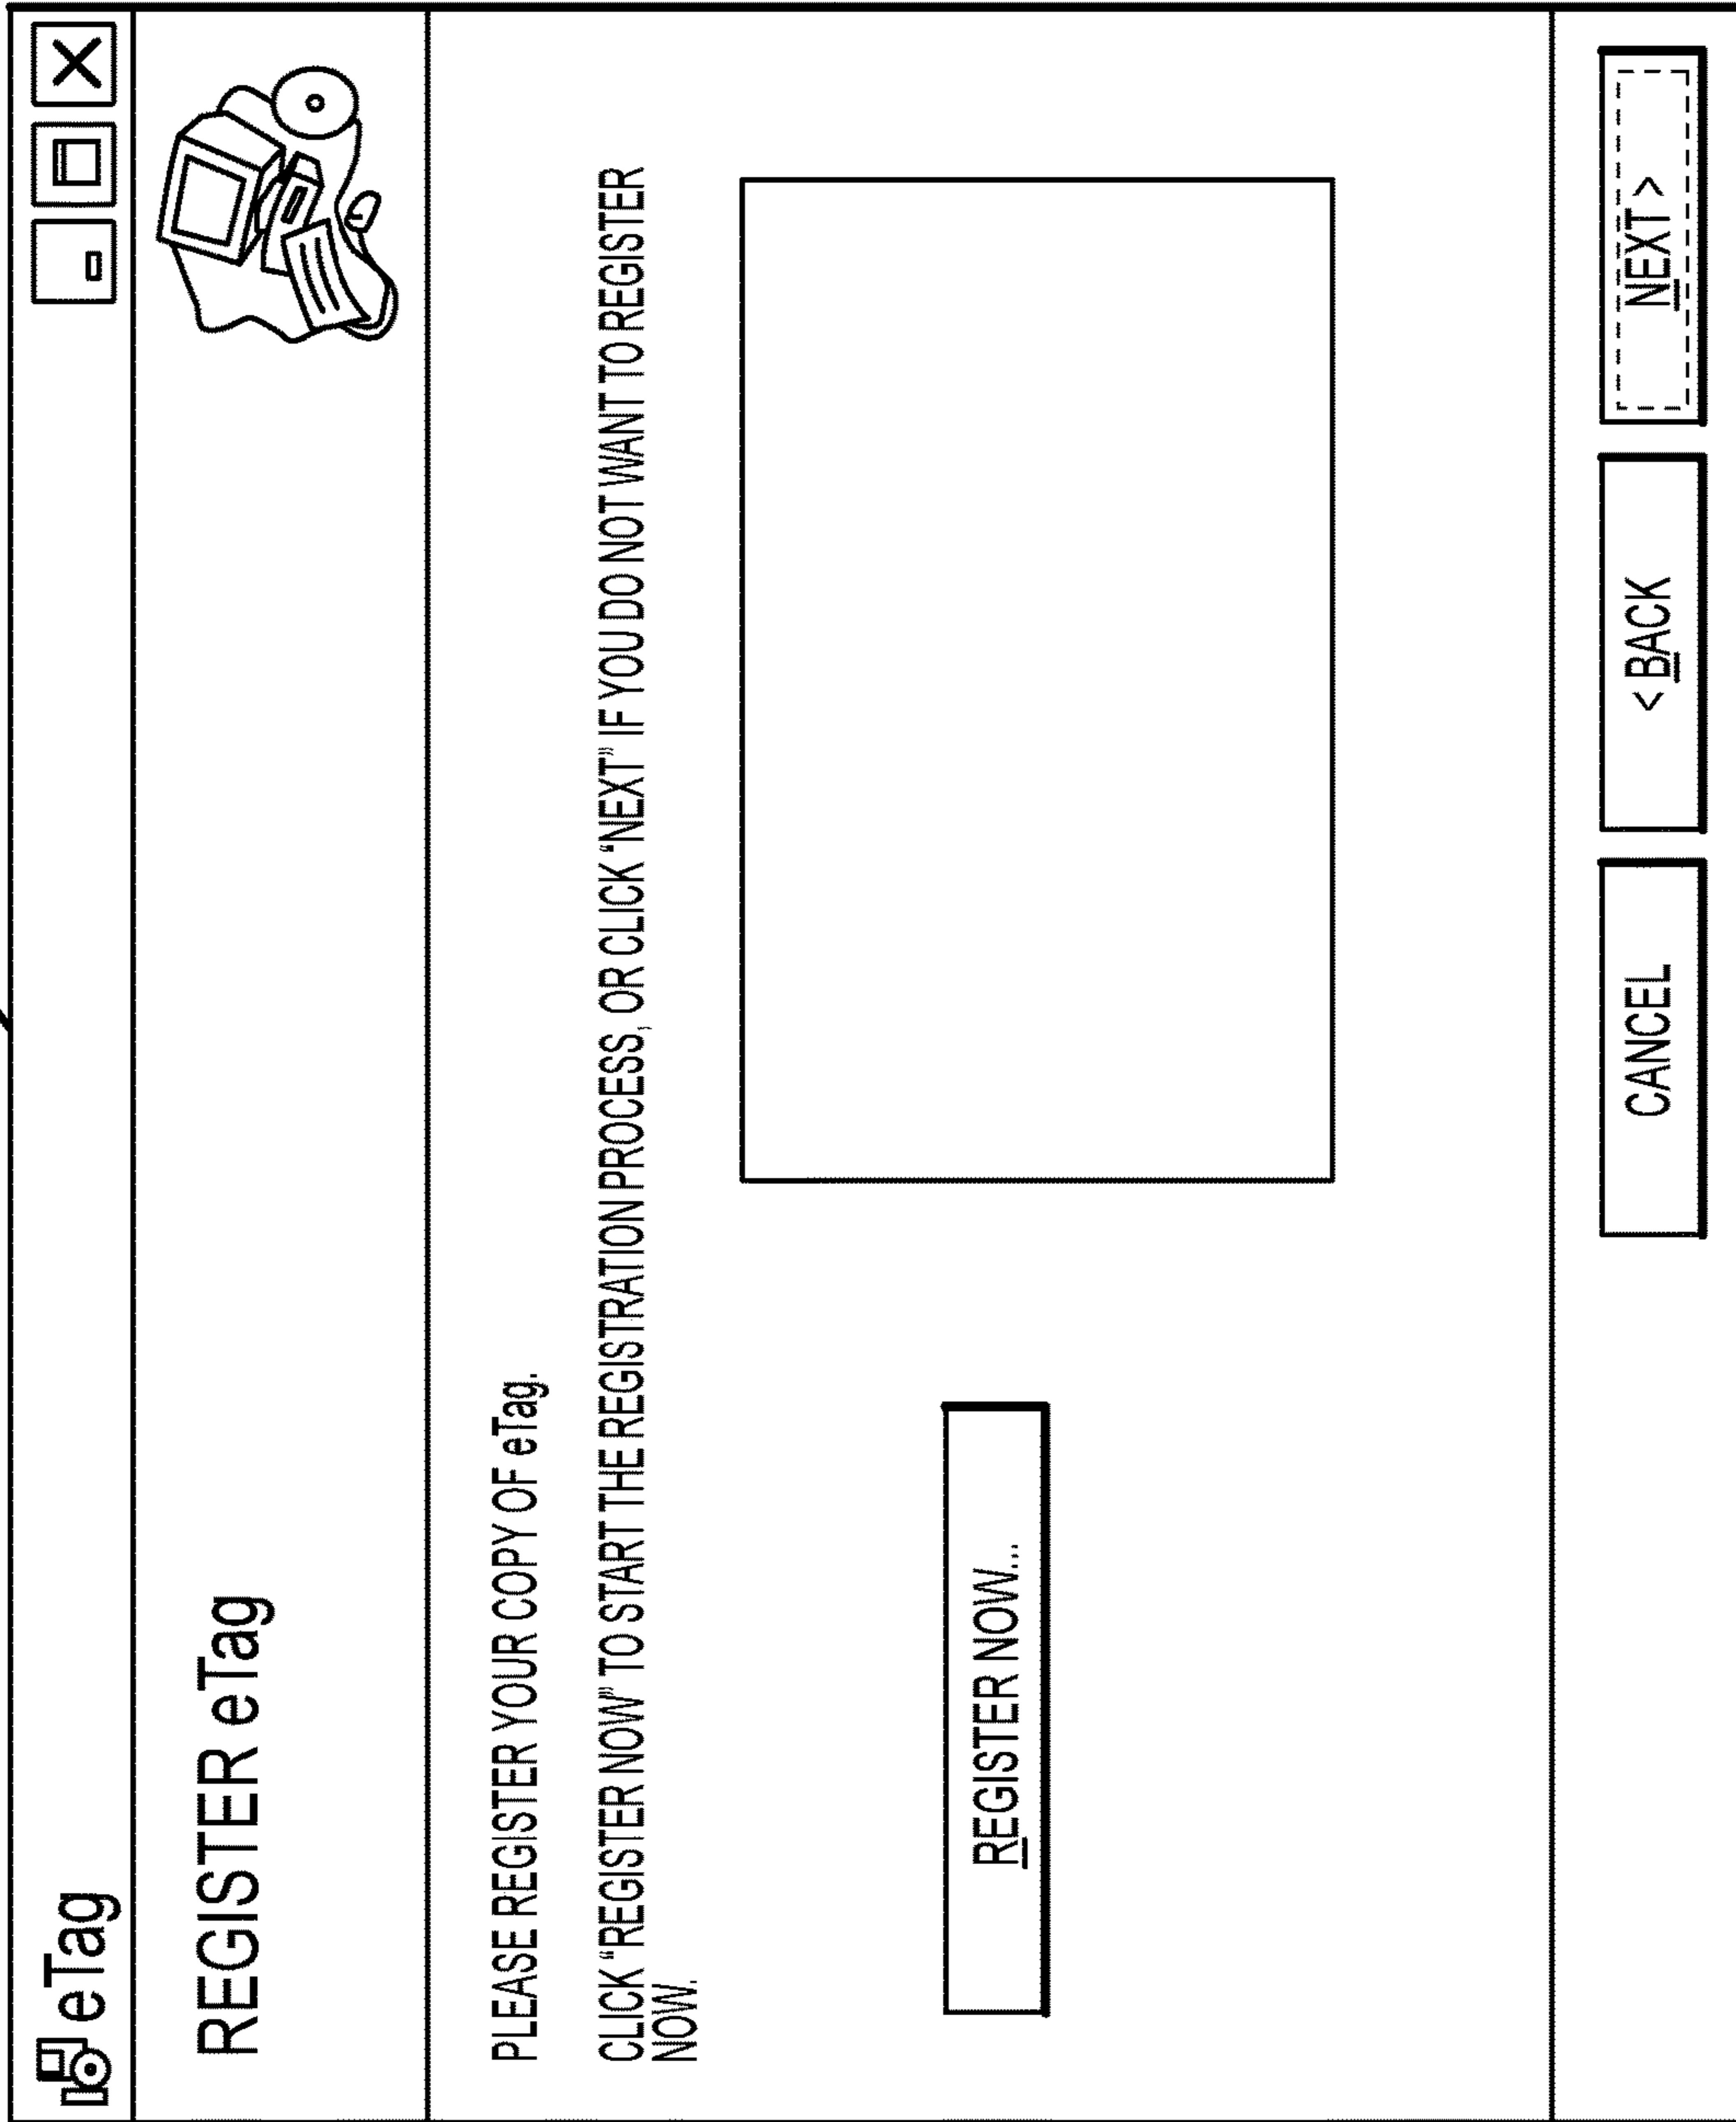 eTag
REGISTER eTag
PLEASE REGISTER YOUR COPY OF eTag.
CLICK "REGISTER NOW" TO START THE REGISTRATION PROCESS, OR CLICK "NEXT" IF YOU DO NOT WANT TO REGISTER
NOW.
REGISTER NOW...
CANCEL
< BACK
NEXT >